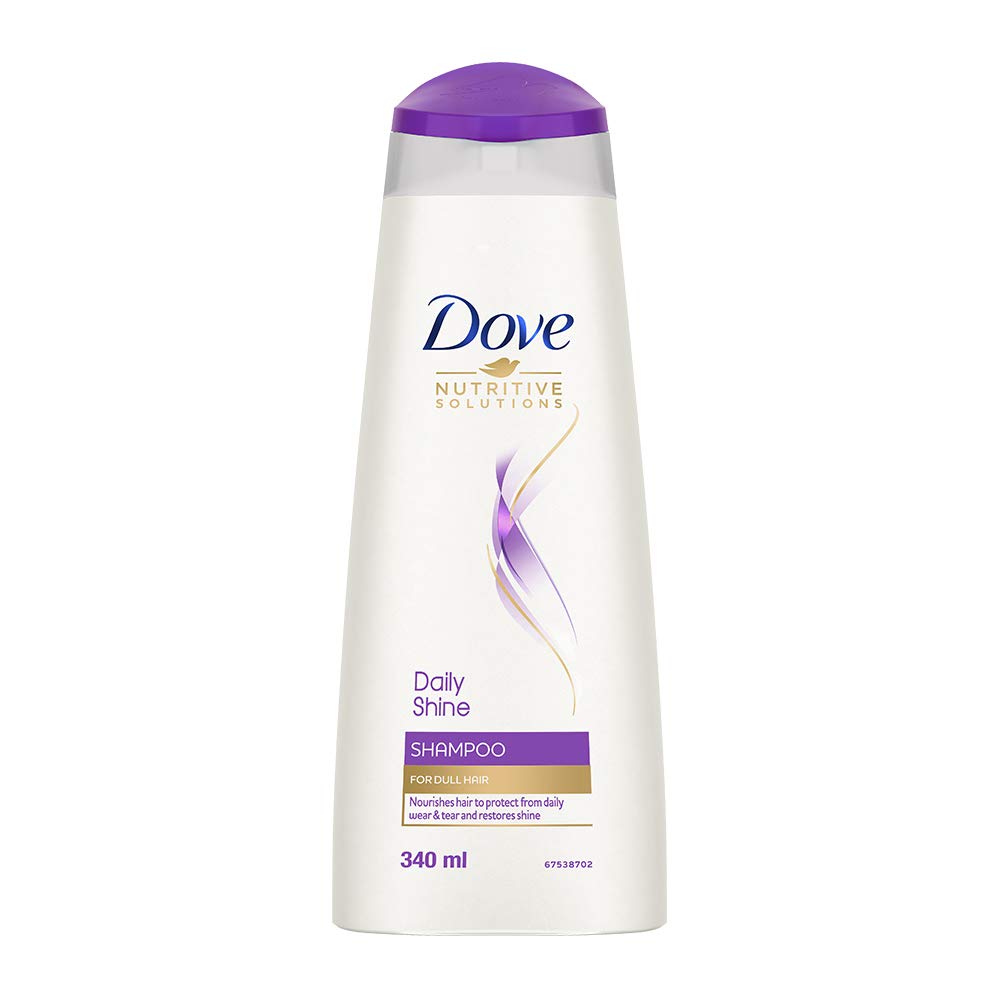 Dove
NUTRITIVE
SOLUTIONS
Daily
Shine
SHAMPOO
FOR DULL HAIR
Nourishes hair to protect from daily
wear & tear and restores shine
340 ml
67538702